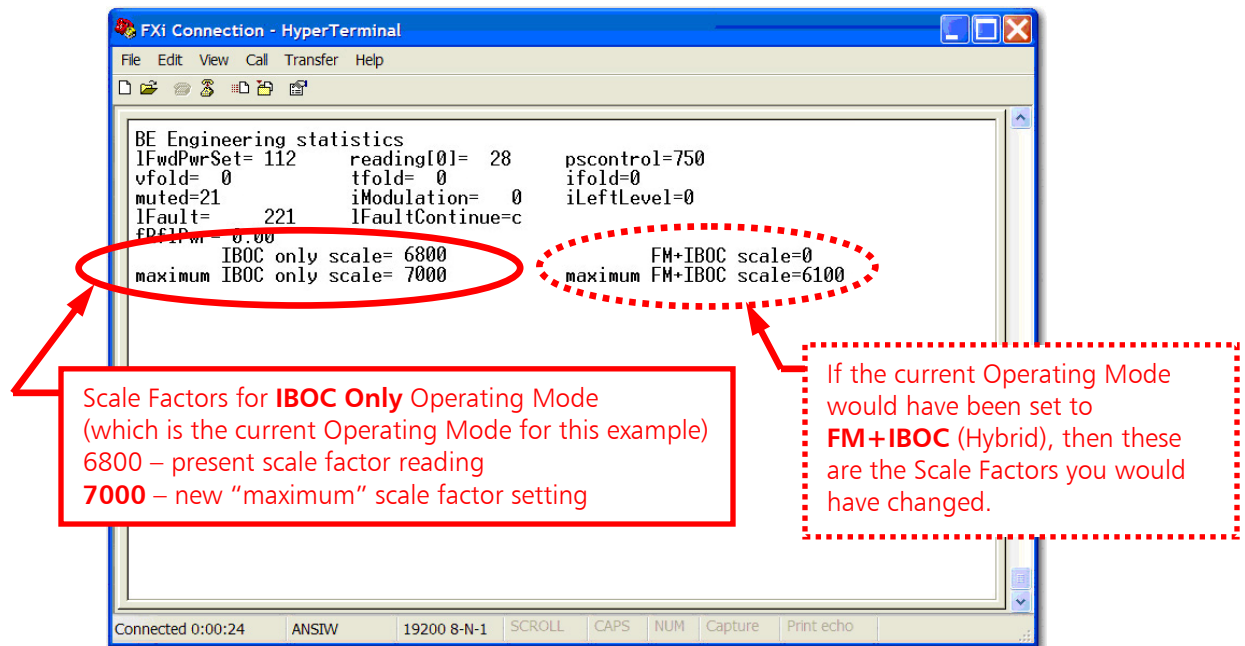 FXi Connection - HyperTerminal
File Edit View Call Transfer Help
BE Engineering statistics
lFwdPwrSet= 112 reading[0]= 28 pscontrol=750
vfold= 0 tfold= 0 ifold=0
muted=21 iModulation= 0 iLeftLevel=0
lFault= 221 lFaultContinue=c
fRflPwr= 0.00
IBOC only scale= 6800 FM+IBOC scale=0
maximum IBOC only scale= 7000 maximum FM+IBOC scale=6100
Scale Factors for IBOC Only Operating Mode
(which is the current Operating Mode for this example)
6800 – present scale factor reading
7000 – new “maximum” scale factor setting
If the current Operating Mode
would have been set to
FM+IBOC (Hybrid), then these
are the Scale Factors you would
have changed.
Connected 0:00:24 ANSIW 19200 8-N-1 SCROLL CAPS NUM Capture Print echo